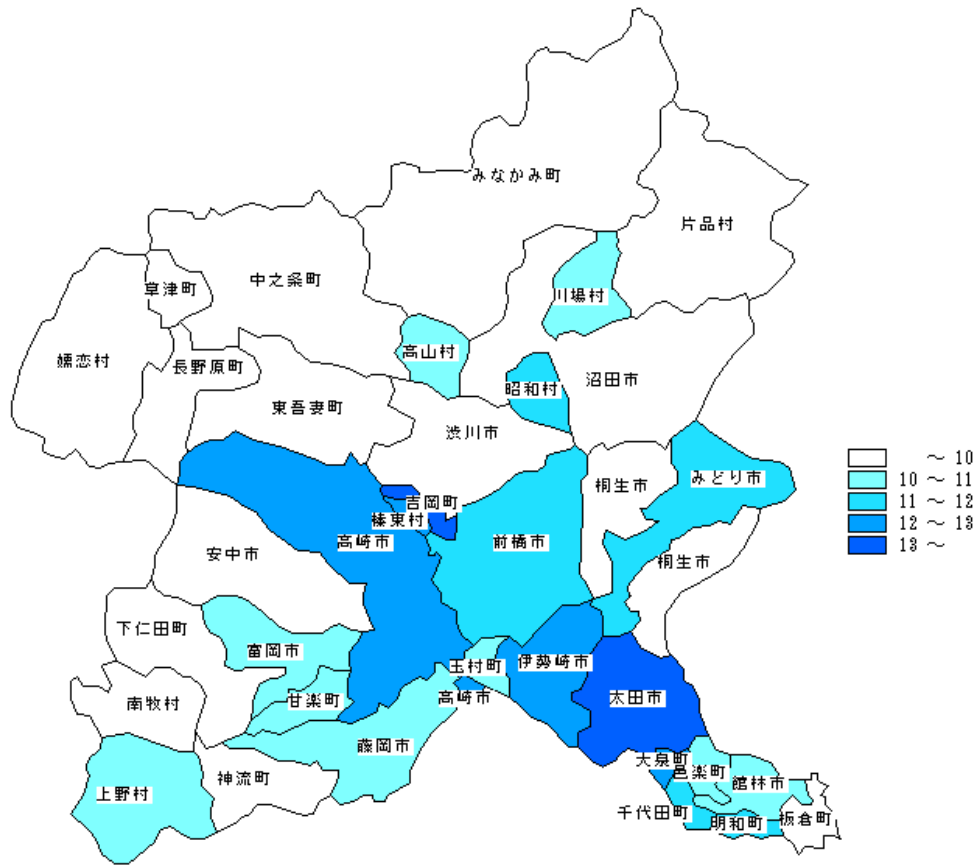 みなかみ町
片品村
中之条町
草津町
川場村
高山村
嬬恋村
長野原町
昭和村
沼田市
東吾妻町
渋川市
みどり市
桐生市
吉岡町
榛東村
高崎市
前橋市
安中市
桐生市
下仁田町
富岡市
玉村町
伊勢崎市
甘楽町
高崎市
太田市
南牧村
藤岡市
大泉町
邑楽町
館林市
神流町
上野村
千代田町
明和町
板倉町
～ 10
10 ～ 11
11 ～ 12
12 ～ 13
13 ～